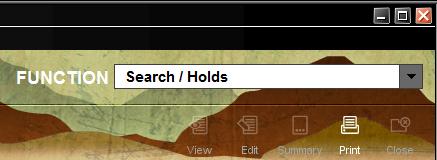 FUNCTION Search / Holds
View Edit Summary Print Close